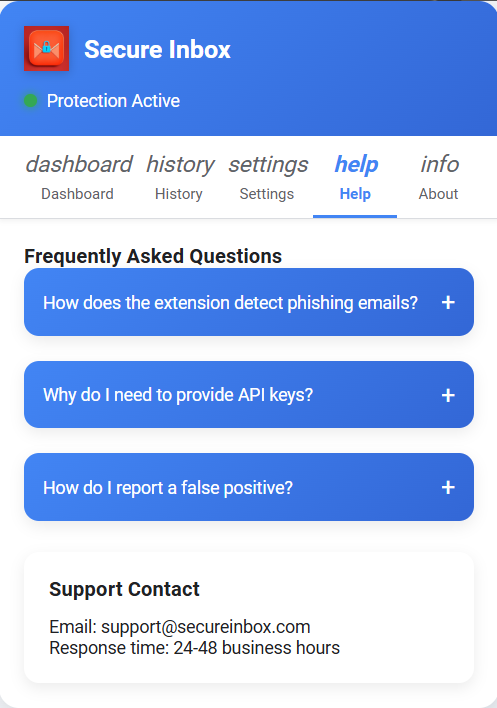 Secure Inbox
Protection Active
dashboard history settings help info
Dashboard History Settings Help About
Frequently Asked Questions
How does the extension detect phishing emails? +
Why do I need to provide API keys? +
How do I report a false positive? +
Support Contact
Email: support@secureinbox.com
Response time: 24-48 business hours